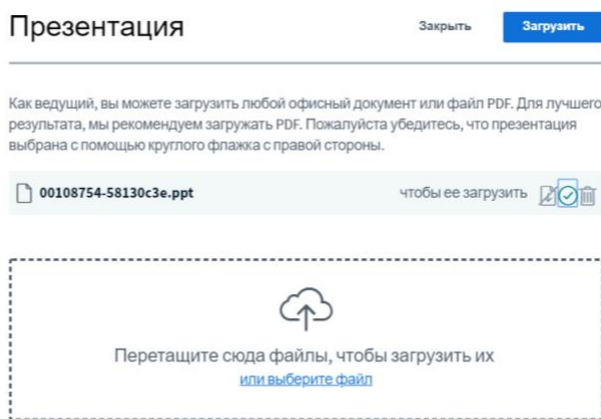 Презентация
Закрыть
Загрузить
Как ведущий, вы можете загрузить любой офисный документ или файл PDF. Для лучшего
результата, мы рекомендуем загружать PDF. Пожалуйста убедитесь, что презентация
выбрана с помощью круглого флажка с правой стороны.
00108754-58130c3e.ppt
чтобы ее загрузить
Перетащите сюда файлы, чтобы загрузить их
или выберите файл